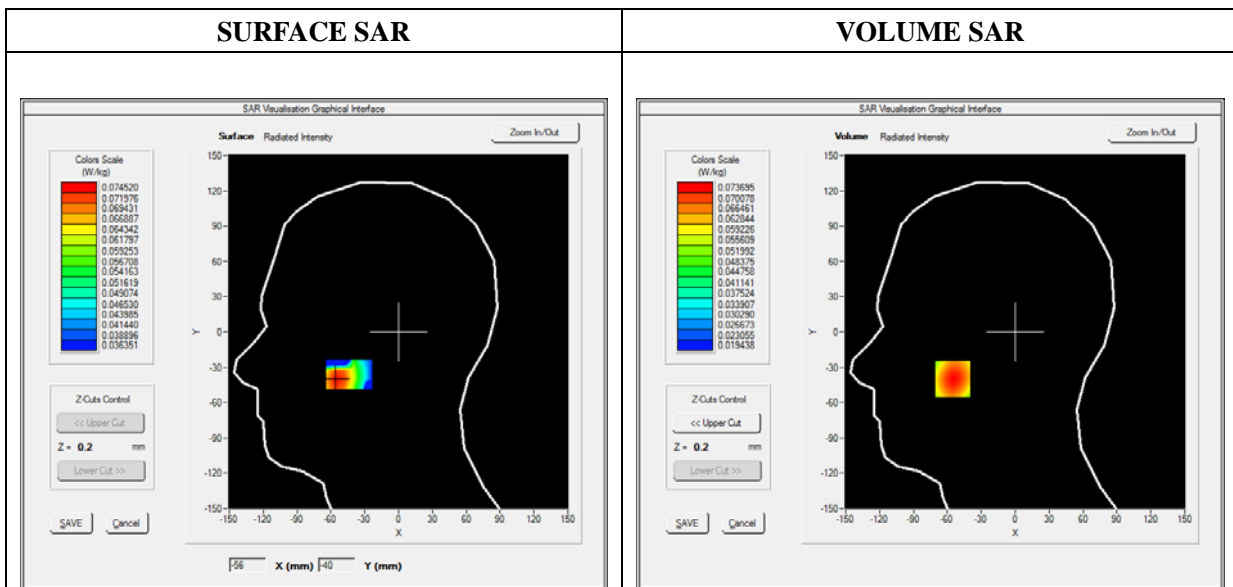 SURFACE SAR
VOLUME SAR
SAR Visualisation Graphical Interface
Surface Radiated Intensity
Zoom In/Out
Colors Scale
(W/kg)
0.074520
0.071976
0.069431
0.066887
0.064342
0.061797
0.059253
0.056708
0.054163
0.051619
0.049074
0.046530
0.043985
0.041440
0.038896
0.036351
Z-Cuts Control
<< Upper Cut
Z = 0.2 mm
Lower Cut >>
SAVE Cancel
150
120
90
60
30
0
-30
-60
-90
-120
-150
Y
-150 -120 -90 -60 -30 0 30 60 90 120 150
X
-56 X (mm) -40 Y (mm)
SAR Visualisation Graphical Interface
Volume Radiated Intensity
Zoom In/Out
Colors Scale
(W/kg)
0.073695
0.070078
0.066461
0.062844
0.059226
0.055609
0.051992
0.048375
0.044758
0.041141
0.037524
0.033907
0.030290
0.026673
0.023055
0.019438
Z-Cuts Control
<< Upper Cut
Z = 0.2 mm
Lower Cut >>
SAVE Cancel
150
120
90
60
30
0
-30
-60
-90
-120
-150
Y
-150 -120 -90 -60 -30 0 30 60 90 120 150
X